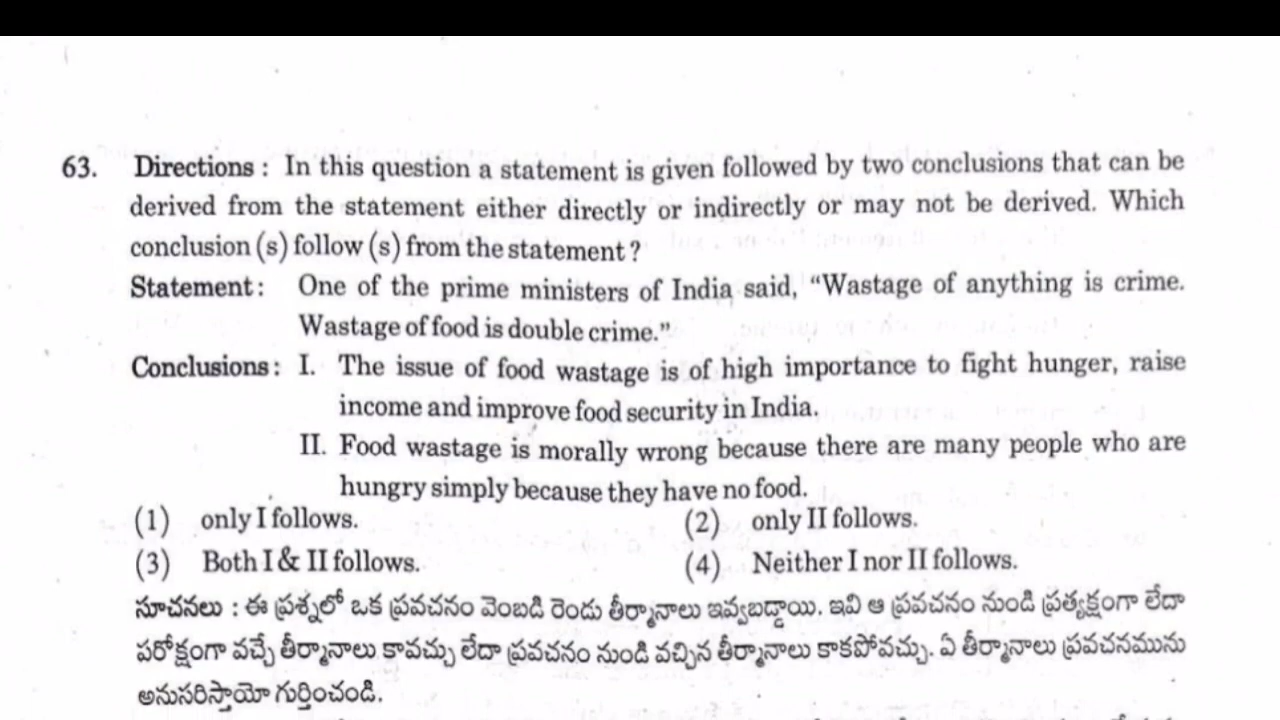 63. Directions : In this question a statement is given followed by two conclusions that can be
derived from the statement either directly or indirectly or may not be derived. Which
conclusion (s) follow (s) from the statement ?
Statement : One of the prime ministers of India said, “Wastage of anything is crime.
Wastage of food is double crime.”
Conclusions : I. The issue of food wastage is of high importance to fight hunger, raise
income and improve food security in India.
II. Food wastage is morally wrong because there are many people who are
hungry simply because they have no food.
(1) only I follows. (2) only II follows.
(3) Both I & II follows. (4) Neither I nor II follows.
సూచనలు : ఈ ప్రశ్నలో ఒక ప్రవచనం వెంబడి రెండు తీర్మానాలు ఇవ్వబడ్డాయి. ఇవి ఆ ప్రవచనం నుండి ప్రత్యక్షంగా లేదా
పరోక్షంగా వచ్చే తీర్మానాలు కావచ్చు లేదా ప్రవచనం నుండి వచ్చిన తీర్మానాలు కాకపోవచ్చు. ఏ తీర్మానాలు ప్రవచనమును
అనుసరిస్తాయో గుర్తించండి.